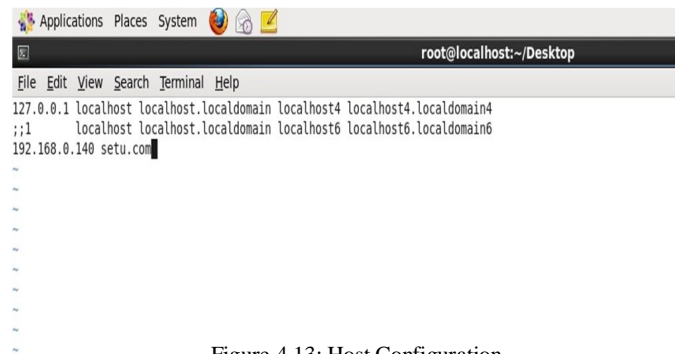 Applications Places System
root@localhost:~/Desktop
File Edit View Search Terminal Help
127.0.0.1 localhost localhost.localdomain localhost4 localhost4.localdomain4
;;1 localhost localhost.localdomain localhost6 localhost6.localdomain6
192.168.0.140 setu.com
~
~
~
~
~
~
~
~
~
~
Figure 4.13: Host Configuration